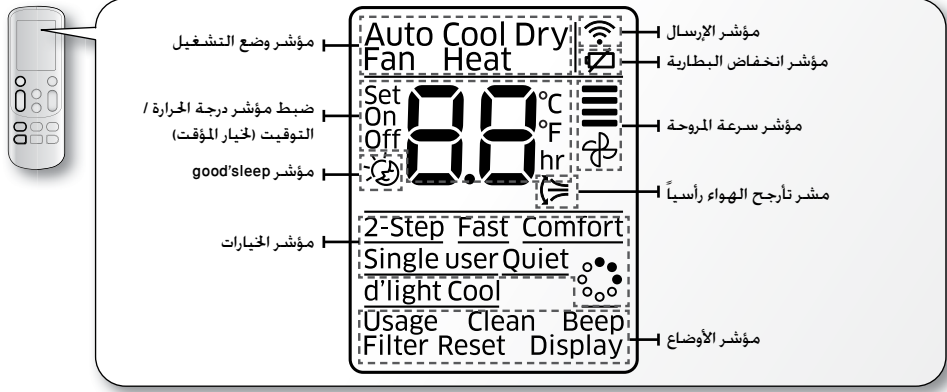 مؤشر وضع التشغيل
ضبط مؤشر درجة الحرارة /
التوقيت (لخيار المؤقت)
مؤشر good'sleep
مؤشر الخيارات
Auto Cool Dry
Fan Heat
Set
On
Off
88
°C
°F
hr
2-Step Fast Comfort
Single user Quiet
d'light Cool
Usage Clean Beep
Filter Reset Display
مؤشر الإرسال
مؤشر انخفاض البطارية
مؤشر سرعة المروحة
مشر تأرجح الهواء رأسياً
مؤشر الأوضاع